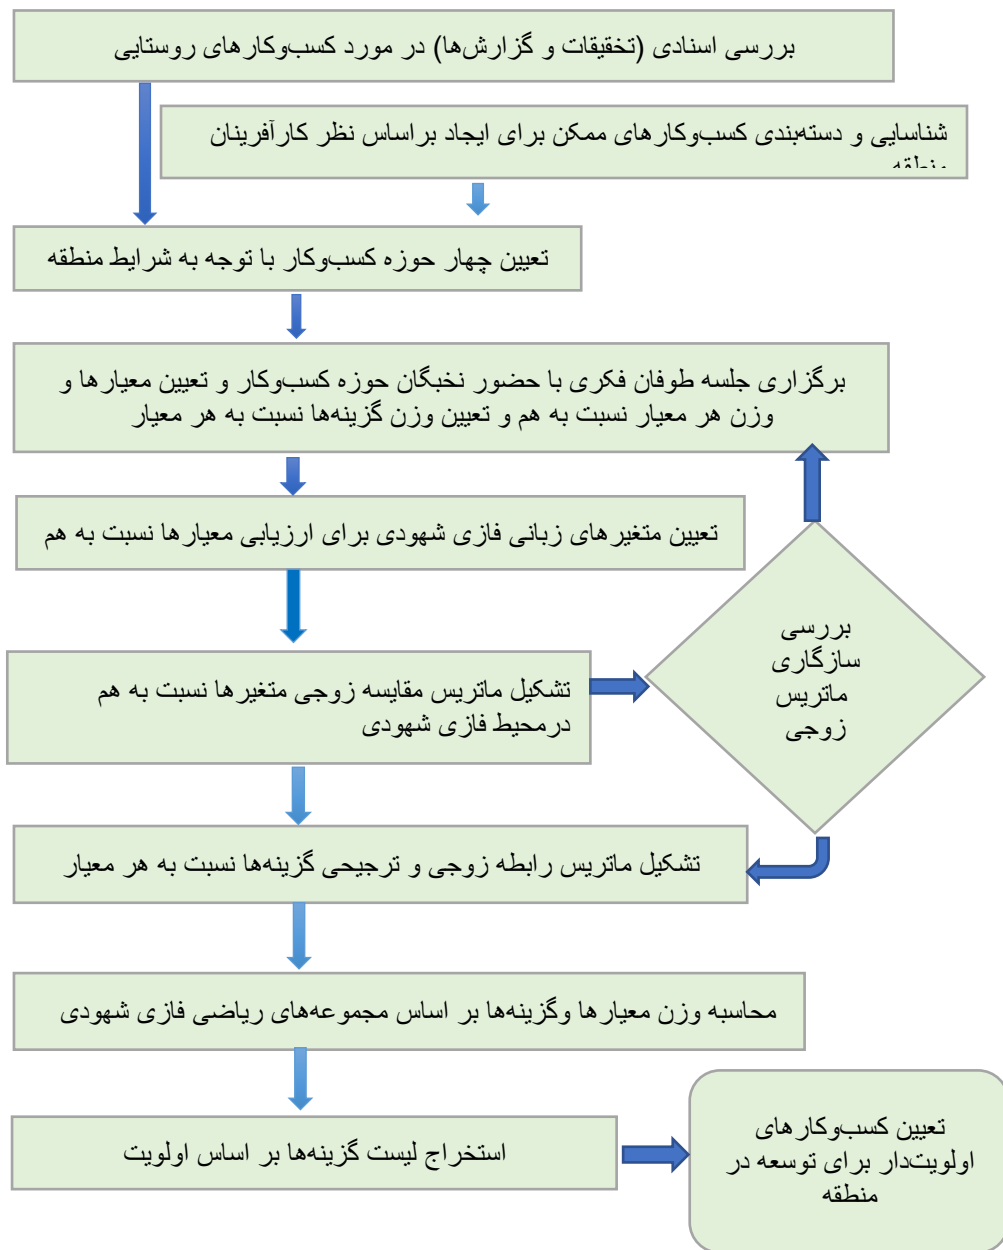 بررسی اسنادی (تخقیقات و گزارش‌ها) در مورد کسب‌وکارهای روستایی
شناسایی و دسته‌بندی کسب‌وکارهای ممکن برای ایجاد براساس نظر کارآفرینان
منطقه
تعیین چهار حوزه کسب‌وکار با توجه به شرایط منطقه
برگزاری جلسه طوفان فکری با حضور نخبگان حوزه کسب‌وکار و تعیین معیارها و
وزن هر معیار نسبت به هم و تعیین وزن گزینه‌ها نسبت به هر معیار
تعیین متغیرهای زبانی فازی شهودی برای ارزیابی معیارها نسبت به هم
تشکیل ماتریس مقایسه زوجی متغیرها نسبت به هم
درمحیط فازی شهودی
بررسی
سازگاری
ماتریس
زوجی
تشکیل ماتریس رابطه زوجی و ترجیحی گزینه‌ها نسبت به هر معیار
محاسبه وزن معیارها وگزینه‌ها بر اساس مجموعه‌های ریاضی فازی شهودی
استخراج لیست گزینه‌ها بر اساس اولویت
تعیین کسب‌وکارهای
اولویت‌دار برای توسعه در
منطقه